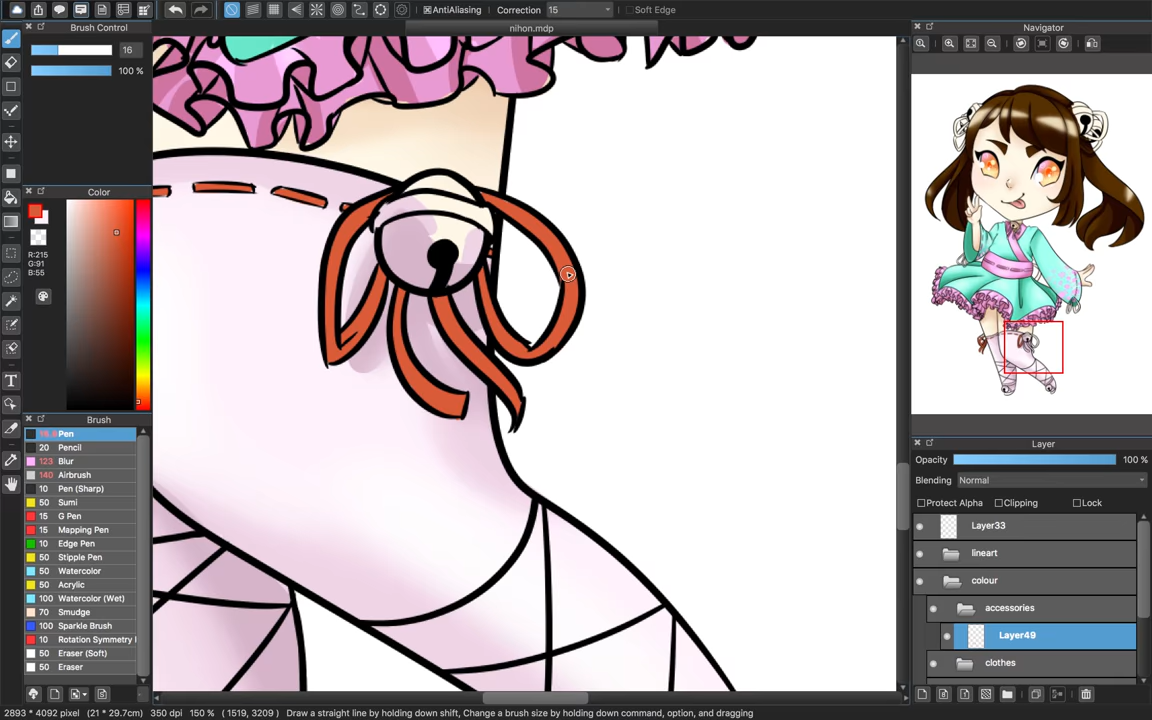 AntiAliasing Correction 15 Soft Edge
nihon.mdp
Brush Control
16
100 %
Color
R:215
G:91
B:55
Brush
Pen
20 Pencil
123 Blur
140 Airbrush
10 Pen (Sharp)
50 Sumi
15 G Pen
15 Mapping Pen
10 Edge Pen
50 Stipple Pen
50 Watercolor
50 Acrylic
100 Watercolor (Wet)
70 Smudge
100 Sparkle Brush
10 Rotation Symmetry
50 Eraser (Soft)
50 Eraser
Navigator
Layer
Opacity 100 %
Blending Normal
Protect Alpha Clipping Lock
Layer33
lineart
colour
accessories
Layer49
clothes
2893 * 4092 pixel (21 * 29.7cm) 350 dpi 150 % ( 1519, 3209 ) Draw a straight line by holding down shift, Change a brush size by holding down command, option, and dragging